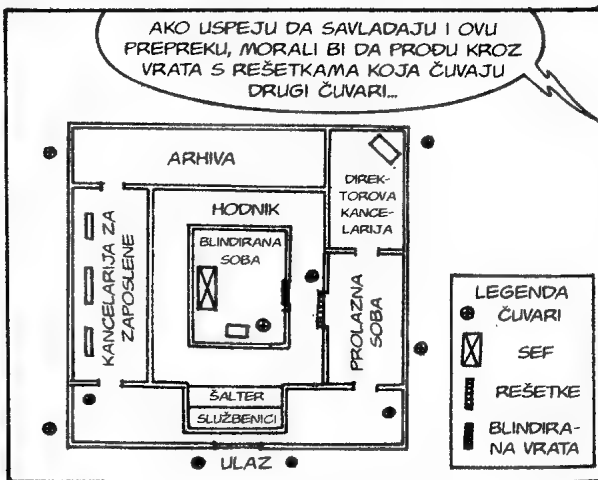 AKO USPEJU DA SAVLADAJU I OVU
PREPREKU, MORALI BI DA PROĐU KROZ
VRATA S REŠETKAMA KOJA ČUVAJU
DRUGI ČUVARI...
ARHIVA
DIREK-
TOROVA
KANCE-
LARIJA
HODNIK
BLINDIRANA
SOBA
KANCELARIJA ZA
ZAPOSLENE
PROLAZNA
SOBA
ŠALTER
SLUŽBENICI
ULAZ
LEGENDA
ČUVARI
SEF
REŠETKE
BLINDIRA-
NA VRATA